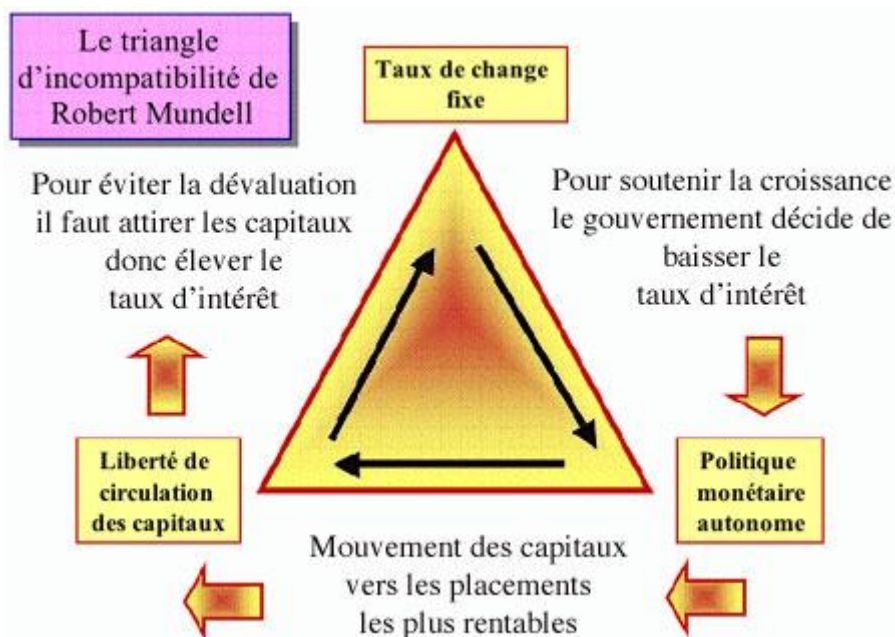 Le triangle
d'incompatibilité de
Robert Mundell
Taux de change
fixe
Pour éviter la dévaluation
il faut attirer les capitaux
donc élever le
taux d'intérêt
Pour soutenir la croissance
le gouvernement décide de
baisser le
taux d'intérêt
Liberté de
circulation
des capitaux
Politique
monétaire
autonome
Mouvement des capitaux
vers les placements
les plus rentables